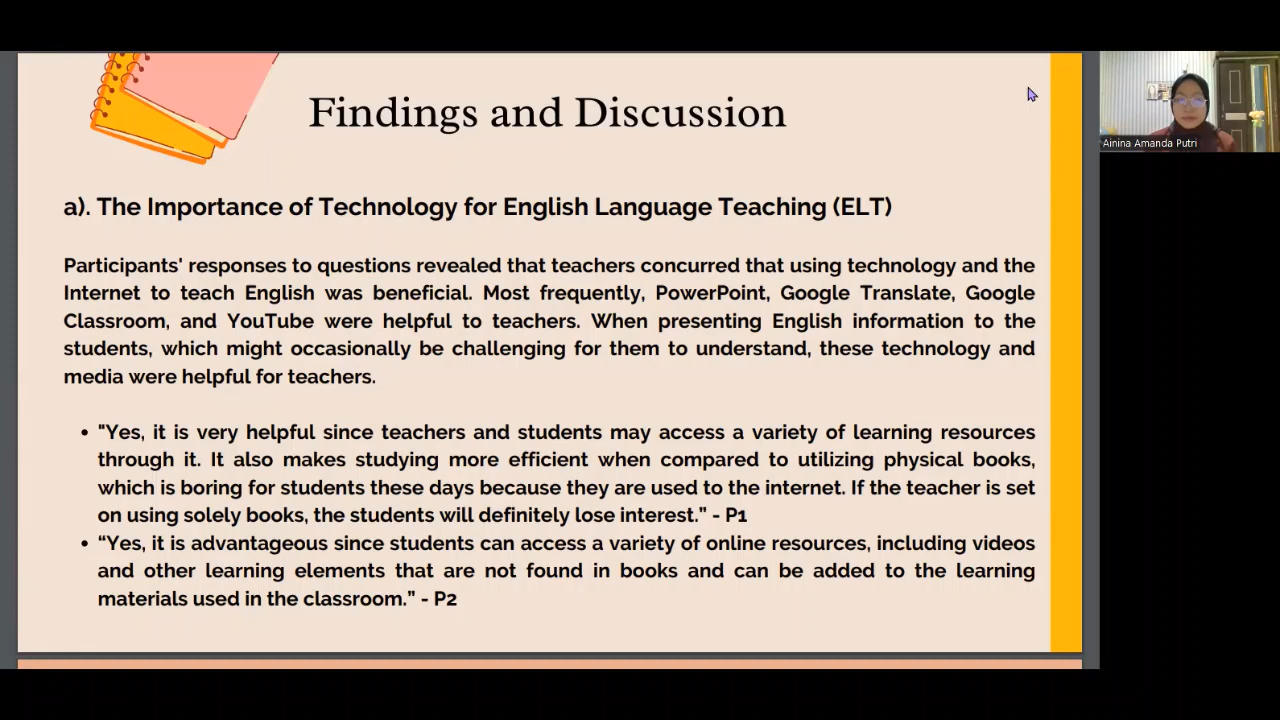 Findings and Discussion
a). The Importance of Technology for English Language Teaching (ELT)
Participants' responses to questions revealed that teachers concurred that using technology and the
Internet to teach English was beneficial. Most frequently, PowerPoint, Google Translate, Google
Classroom, and YouTube were helpful to teachers. When presenting English information to the
students, which might occasionally be challenging for them to understand, these technology and
media were helpful for teachers.
• "Yes, it is very helpful since teachers and students may access a variety of learning resources
through it. It also makes studying more efficient when compared to utilizing physical books,
which is boring for students these days because they are used to the internet. If the teacher is set
on using solely books, the students will definitely lose interest.” - P1
• “Yes, it is advantageous since students can access a variety of online resources, including videos
and other learning elements that are not found in books and can be added to the learning
materials used in the classroom.” - P2
Ainina Amanda Putri